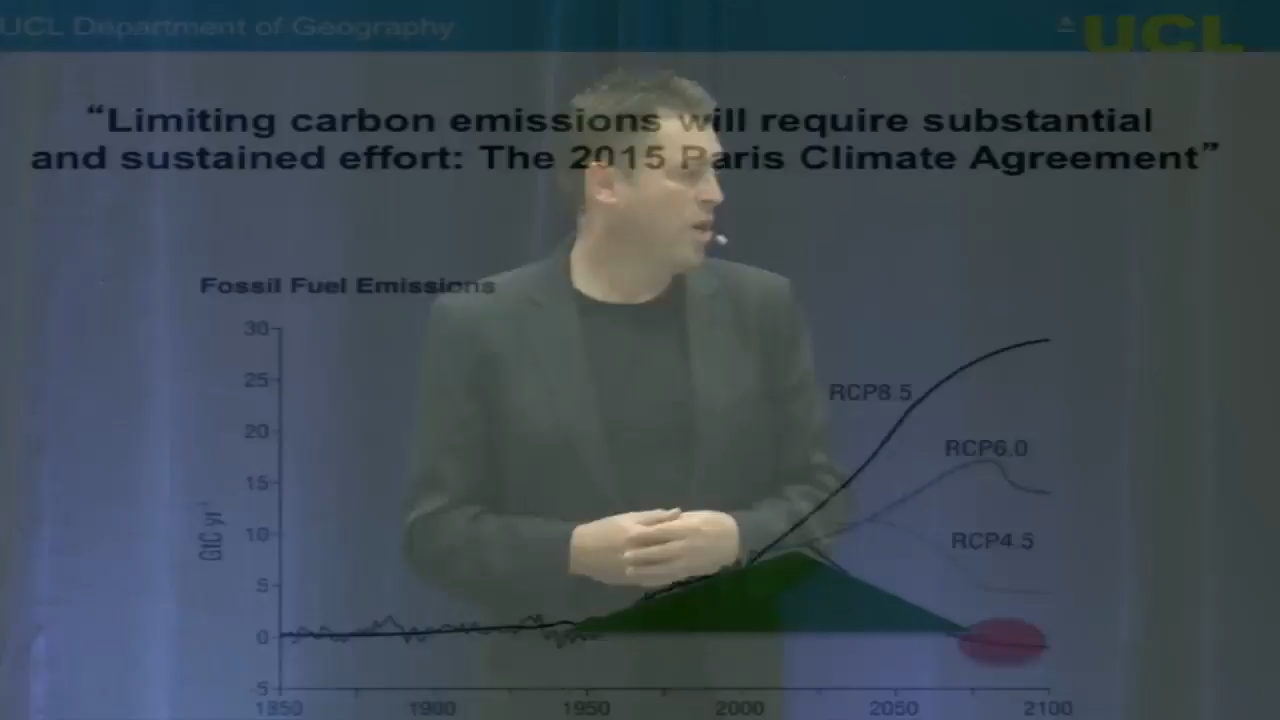 UCL Department of Geography
UCL
“Limiting carbon emissions will require substantial
and sustained effort: The 2015 Paris Climate Agreement”
Fossil Fuel Emissions
30
25
20
15
10
5
0
-5
GtC yr⁻¹
RCP8.5
RCP6.0
RCP4.5
1850 1900 1950 2000 2050 2100